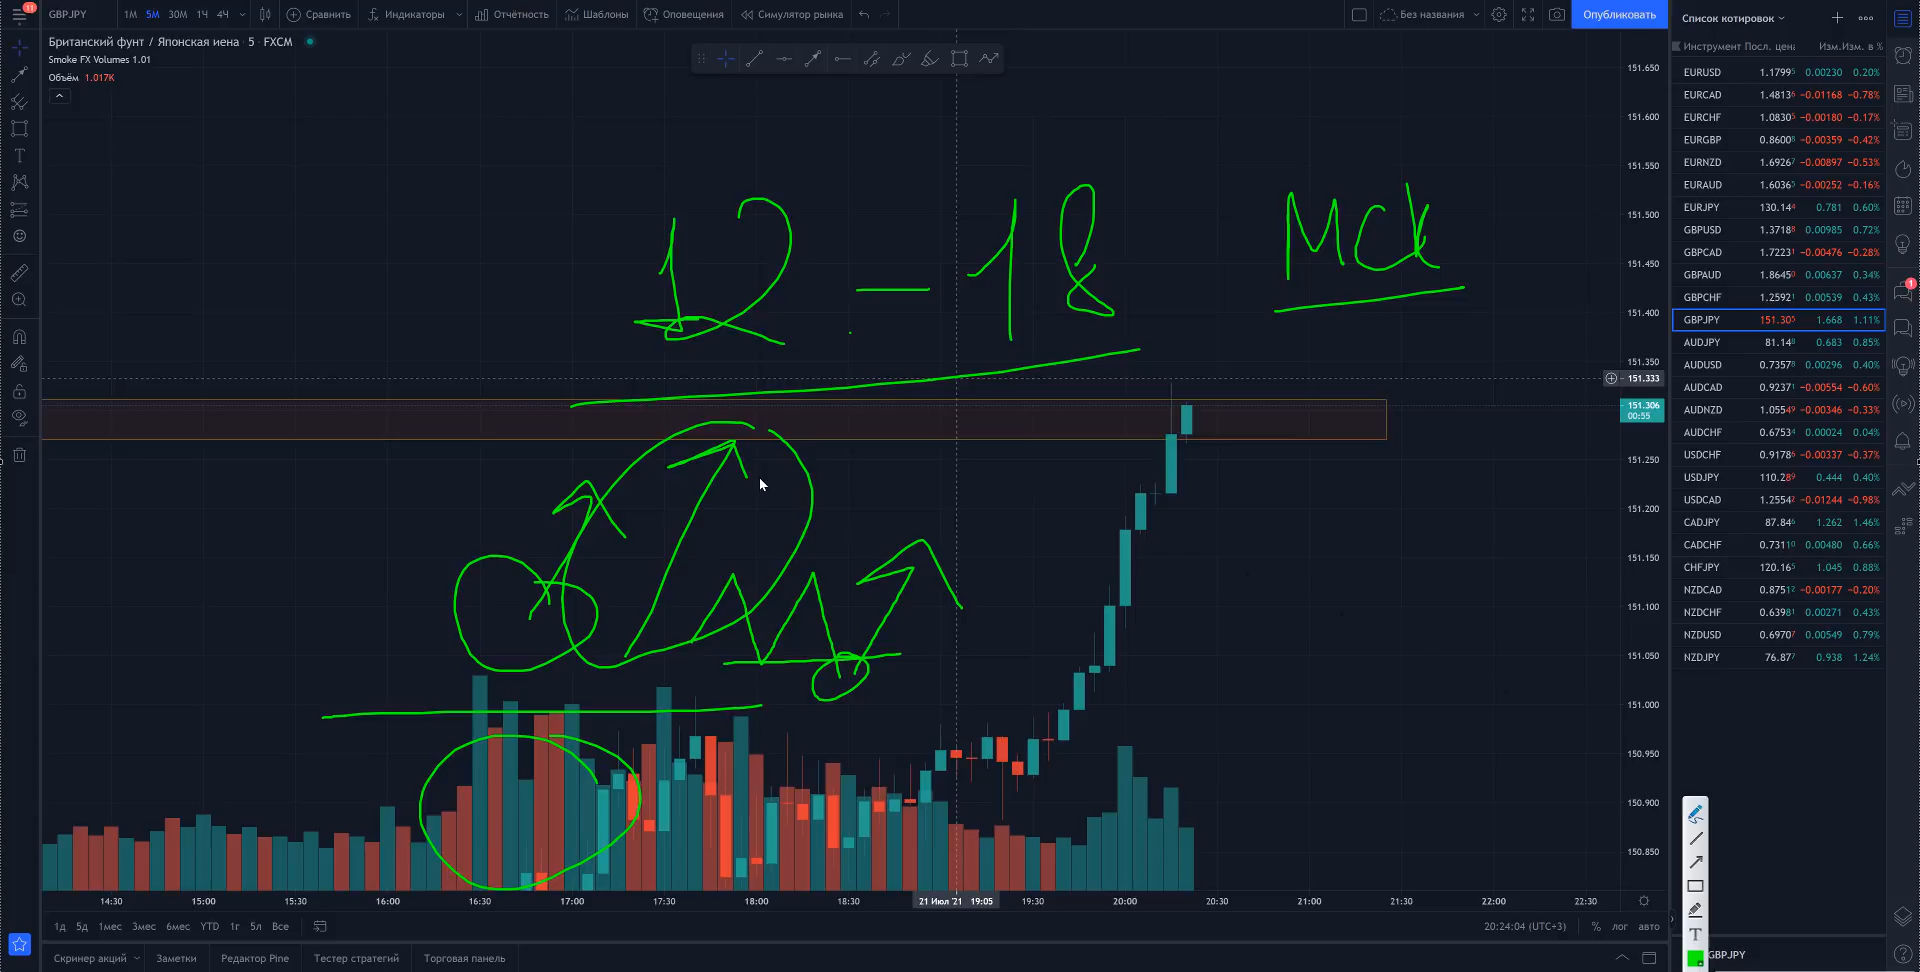 11
GBPJPY 1М 5М 30М 1Ч 4Ч Сравнить Индикаторы Отчётность Шаблоны Оповещения Симулятор рынка Без названия Опубликовать
Британский фунт / Японская иена · 5 · FXCM
Smoke FX Volumes 1.01
Объём 1.017K
12 – 18 МСК
151.650
151.600
151.550
151.500
151.450
151.400
151.350
151.333
151.306
00:55
151.250
151.200
151.150
151.100
151.050
151.000
150.950
150.900
150.850
14:30 15:00 15:30 16:00 16:30 17:00 17:30 18:00 18:30 21 Июл '21 19:05 19:30 20:00 20:30 21:00 21:30 22:00 22:30
1д 5д 1мес 3мес 6мес YTD 1г 5л Все 20:24:04 (UTC+3) % лог авто
Скринер акций Заметки Редактор Pine Тестер стратегий Торговая панель
Список котировок
Инструмент Посл. цена Изм. Изм. в %
EURUSD 1.17995 0.00230 0.20%
EURCAD 1.48136 −0.01168 −0.78%
EURCHF 1.08305 −0.00180 −0.17%
EURGBP 0.86008 −0.00359 −0.42%
EURNZD 1.69267 −0.00897 −0.53%
EURAUD 1.60365 −0.00252 −0.16%
EURJPY 130.144 0.781 0.60%
GBPUSD 1.37188 0.00985 0.72%
GBPCAD 1.72231 −0.00476 −0.28%
GBPAUD 1.86450 0.00637 0.34%
GBPCHF 1.25921 0.00539 0.43%
GBPJPY 151.305 1.668 1.11%
AUDJPY 81.148 0.683 0.85%
AUDUSD 0.73578 0.00296 0.40%
AUDCAD 0.92371 −0.00554 −0.60%
AUDNZD 1.05549 −0.00346 −0.33%
AUDCHF 0.67534 0.00024 0.04%
USDCHF 0.91786 −0.00337 −0.37%
USDJPY 110.289 0.444 0.40%
USDCAD 1.25542 −0.01244 −0.98%
CADJPY 87.846 1.262 1.46%
CADCHF 0.73110 0.00480 0.66%
CHFJPY 120.165 1.045 0.88%
NZDCAD 0.87512 −0.00177 −0.20%
NZDCHF 0.63981 0.00271 0.43%
NZDUSD 0.69707 0.00549 0.79%
NZDJPY 76.877 0.938 1.24%
1
T
GBPJPY